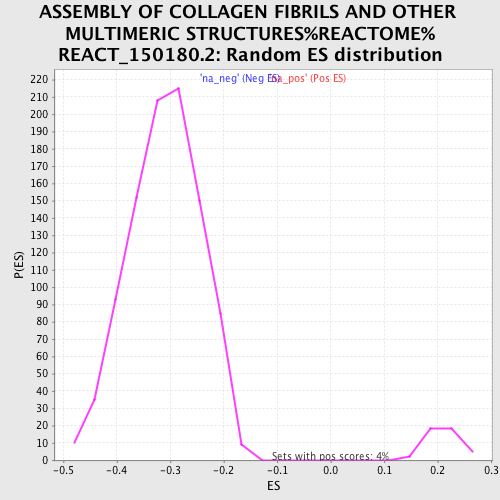 ASSEMBLY OF COLLAGEN FIBRILS AND OTHER
MULTIMERIC STRUCTURES%REACTOME%
REACT_150180.2: Random ES distribution
'na_neg' (Neg ES) 'na_pos' (Pos ES)
220
210
200
190
180
170
160
150
140
130
120
110
100
90
80
70
60
50
40
30
20
10
0
P(ES)
Sets with pos scores: 4%
-0.5 -0.4 -0.3 -0.2 -0.1 0.0 0.1 0.2 0.3
ES